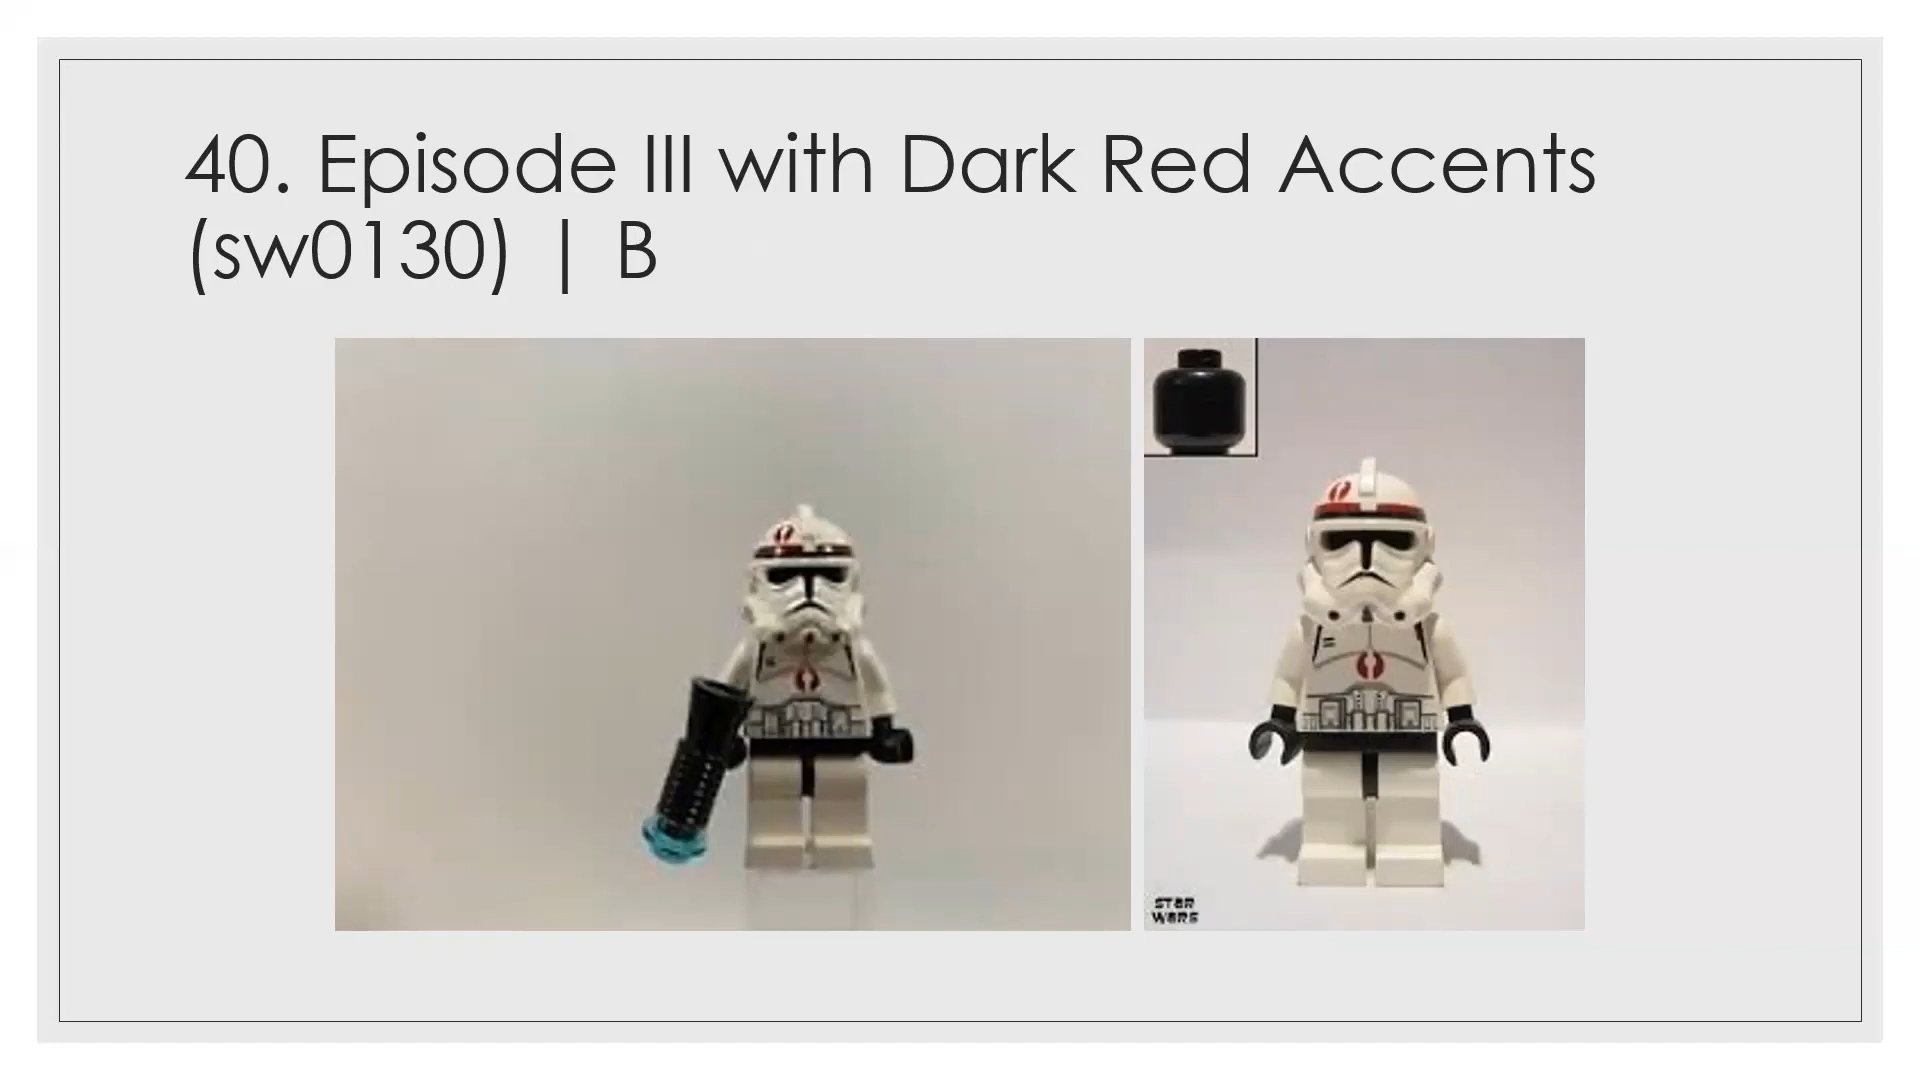 40. Episode III with Dark Red Accents
(sw0130) | B
STAR
WARS